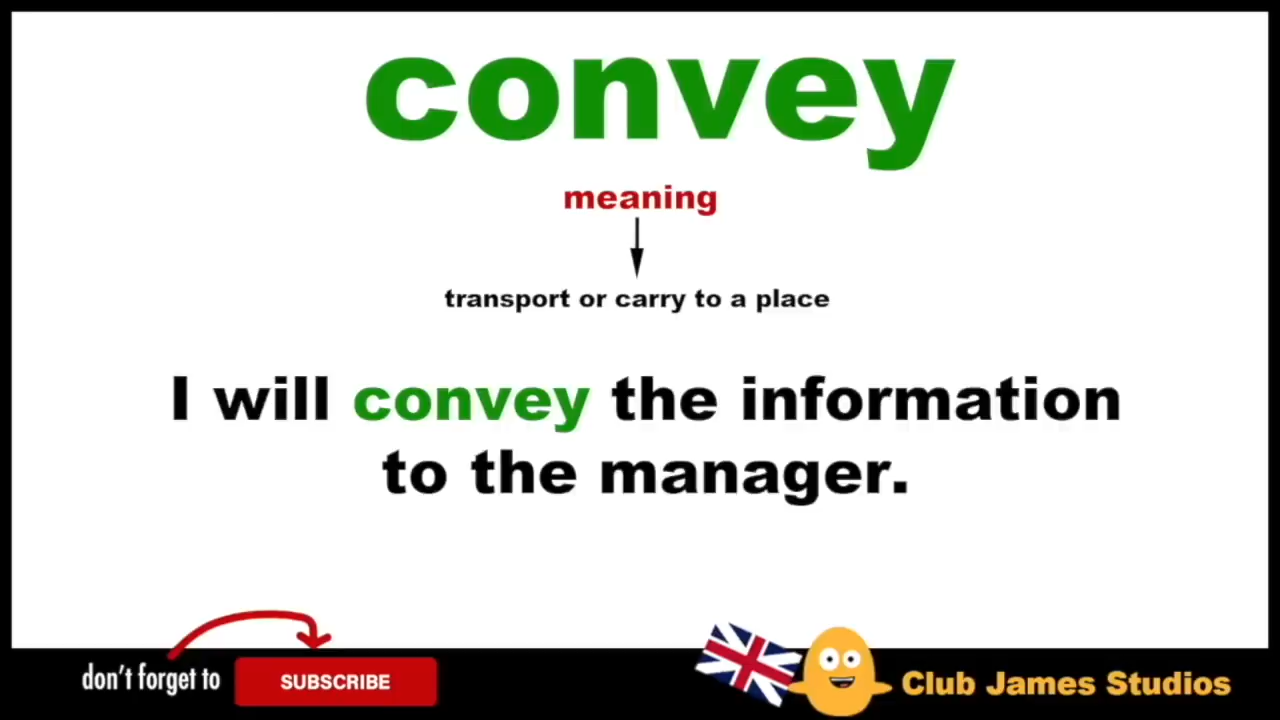 convey
meaning
transport or carry to a place
I will convey the information
to the manager.
don't forget to
SUBSCRIBE
Club James Studios